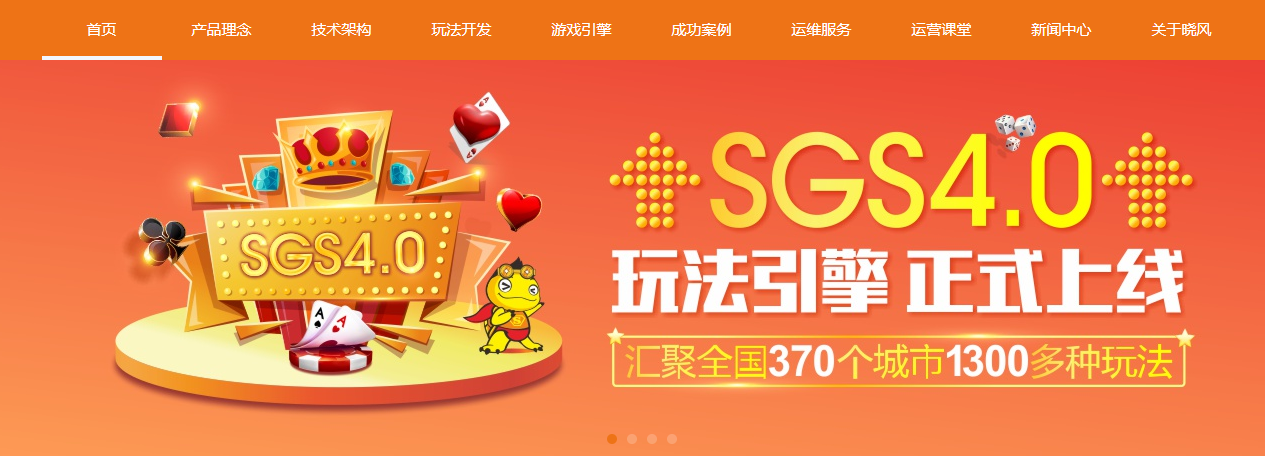 首页 产品理念 技术架构 玩法开发 游戏引擎 成功案例 运维服务 运营课堂 新闻中心 关于晓风
SGS4.0
A
A
SGS4.0
玩法引擎 正式上线
汇聚全国370个城市1300多种玩法